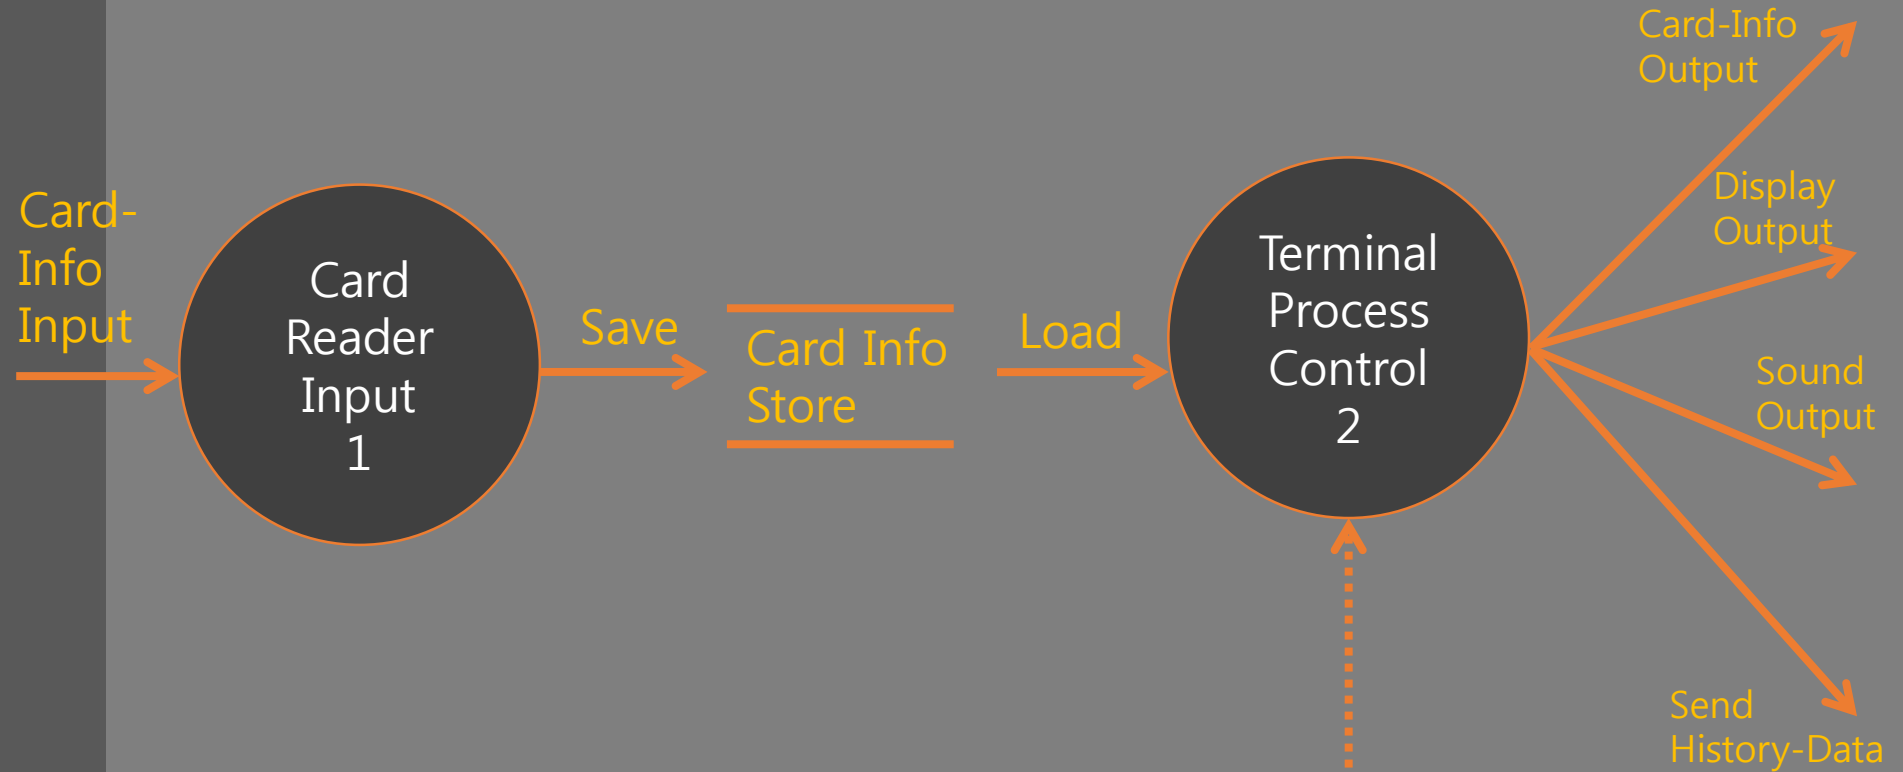 Card-
Info
Input
Card
Reader
Input
1
Save
Card Info
Store
Load
Terminal
Process
Control
2
Card-Info
Output
Display
Output
Sound
Output
Send
History-Data